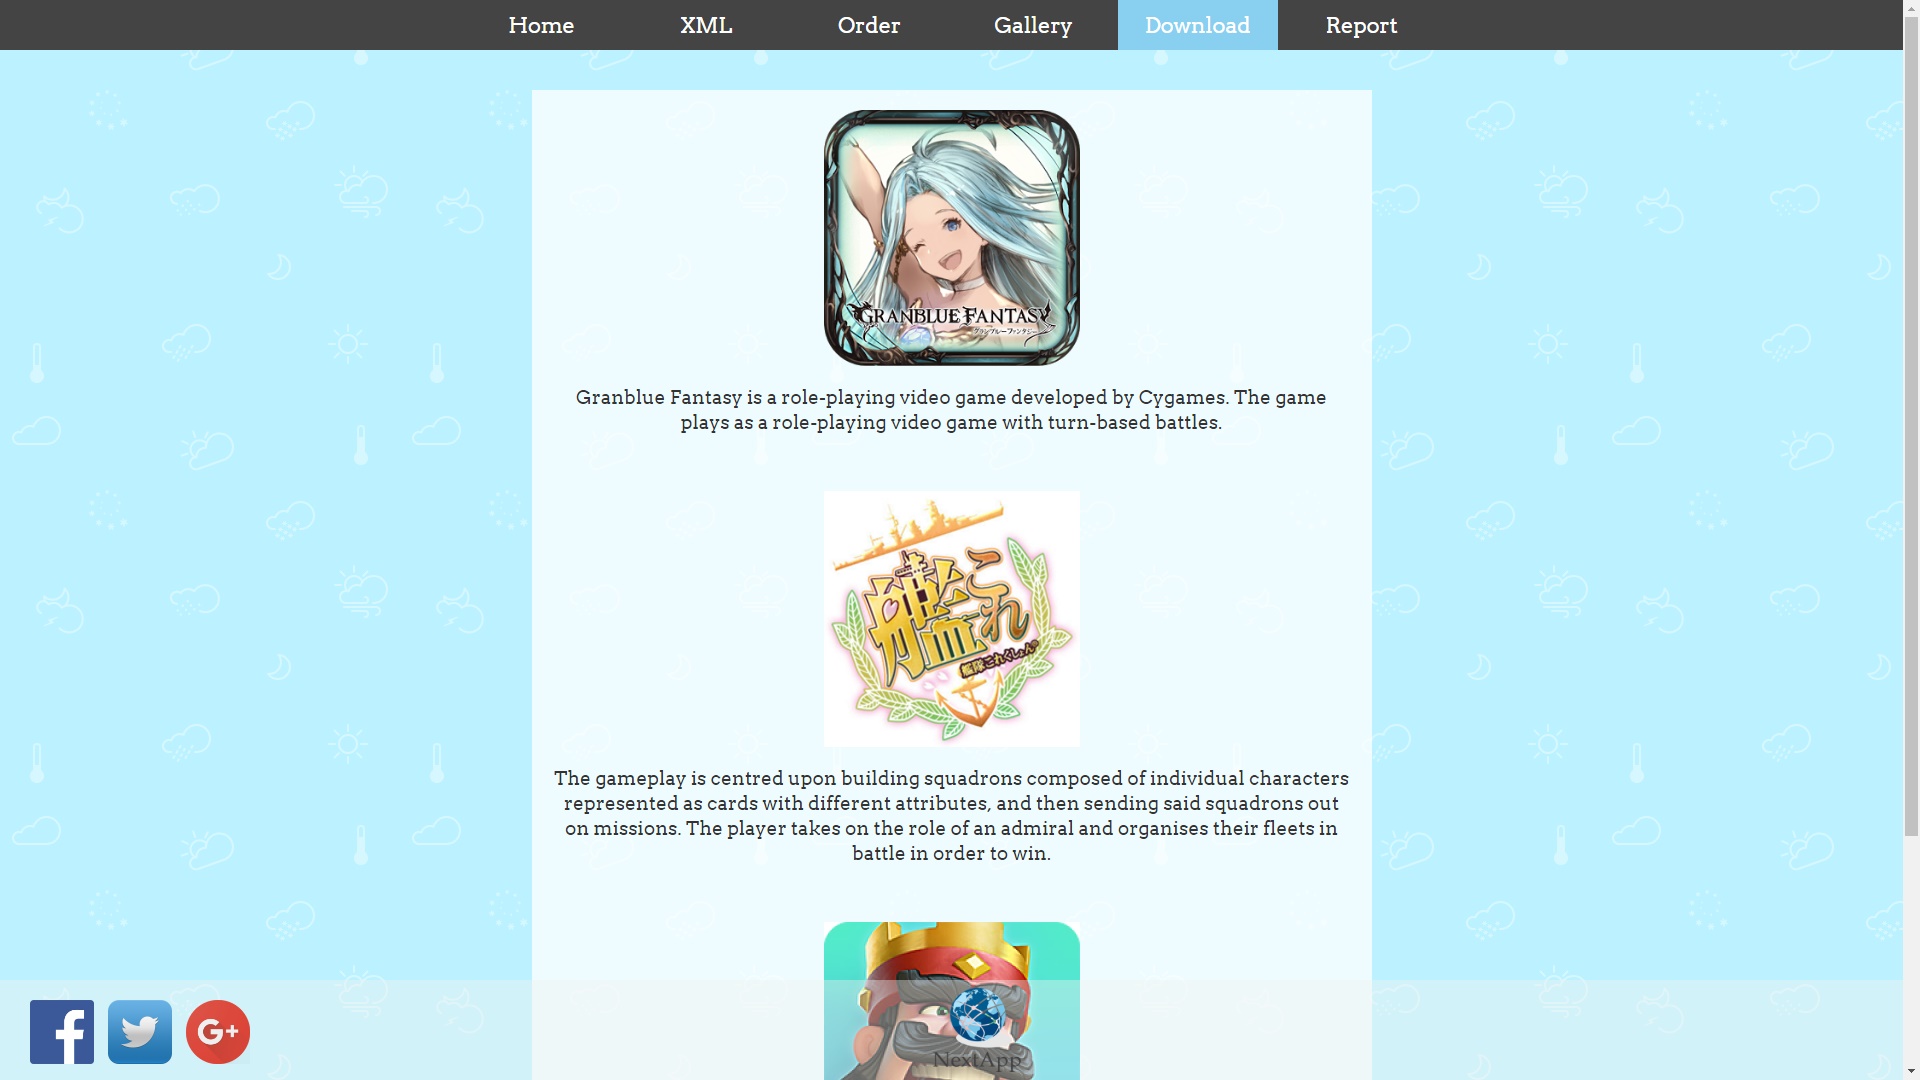 Home XML Order Gallery Download Report
GRANBLUE FANTASY
グランブルーファンタジー
Granblue Fantasy is a role-playing video game developed by Cygames. The game
plays as a role-playing video game with turn-based battles.
艦これ
艦隊これくしょん
The gameplay is centred upon building squadrons composed of individual characters
represented as cards with different attributes, and then sending said squadrons out
on missions. The player takes on the role of an admiral and organises their fleets in
battle in order to win.
f
G+
NextApp